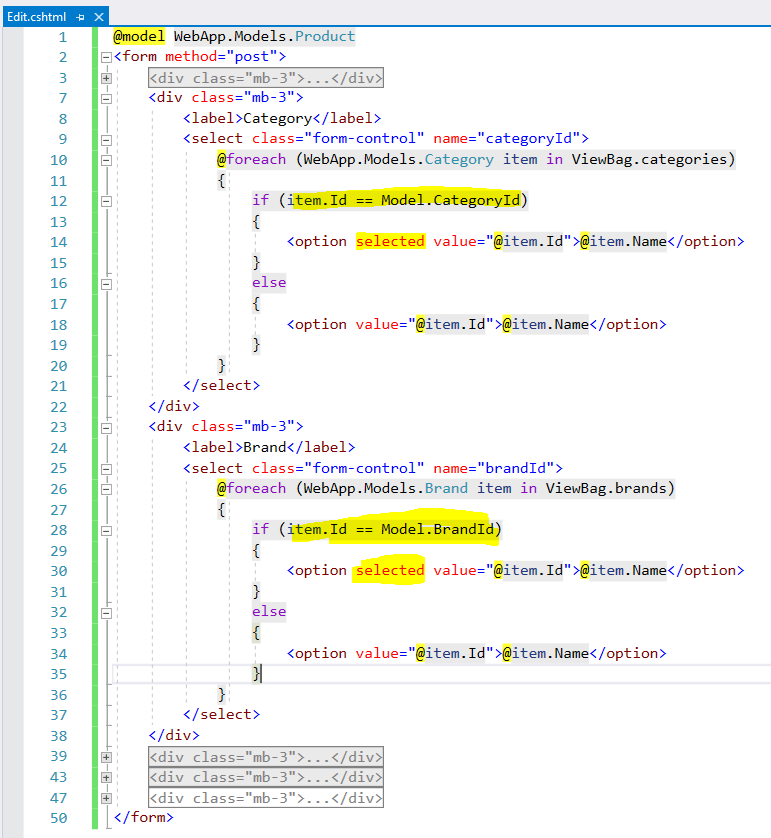 Edit.cshtml
1 @model WebApp.Models.Product
2 <form method="post">
3 <div class="mb-3">...</div>
7 <div class="mb-3">
8 <label>Category</label>
9 <select class="form-control" name="categoryId">
10 @foreach (WebApp.Models.Category item in ViewBag.categories)
11 {
12 if (item.Id == Model.CategoryId)
13 {
14 <option selected value="@item.Id">@item.Name</option>
15 }
16 else
17 {
18 <option value="@item.Id">@item.Name</option>
19 }
20 }
21 </select>
22 </div>
23 <div class="mb-3">
24 <label>Brand</label>
25 <select class="form-control" name="brandId">
26 @foreach (WebApp.Models.Brand item in ViewBag.brands)
27 {
28 if (item.Id == Model.BrandId)
29 {
30 <option selected value="@item.Id">@item.Name</option>
31 }
32 else
33 {
34 <option value="@item.Id">@item.Name</option>
35 }
36 }
37 </select>
38 </div>
39 <div class="mb-3">...</div>
43 <div class="mb-3">...</div>
47 <div class="mb-3">...</div>
50 </form>